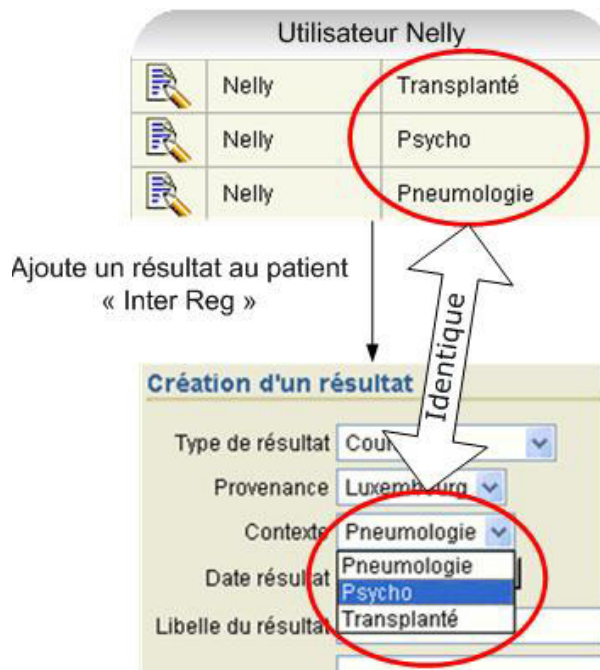 Utilisateur Nelly
Nelly Transplanté
Nelly Psycho
Nelly Pneumologie
Ajoute un résultat au patient
« Inter Reg »
Identique
Création d'un résultat
Type de résultat
Provenance Luxembourg
Contexte Pneumologie
Date résultat Pneumologie
Psycho
Libelle du résultat Transplanté